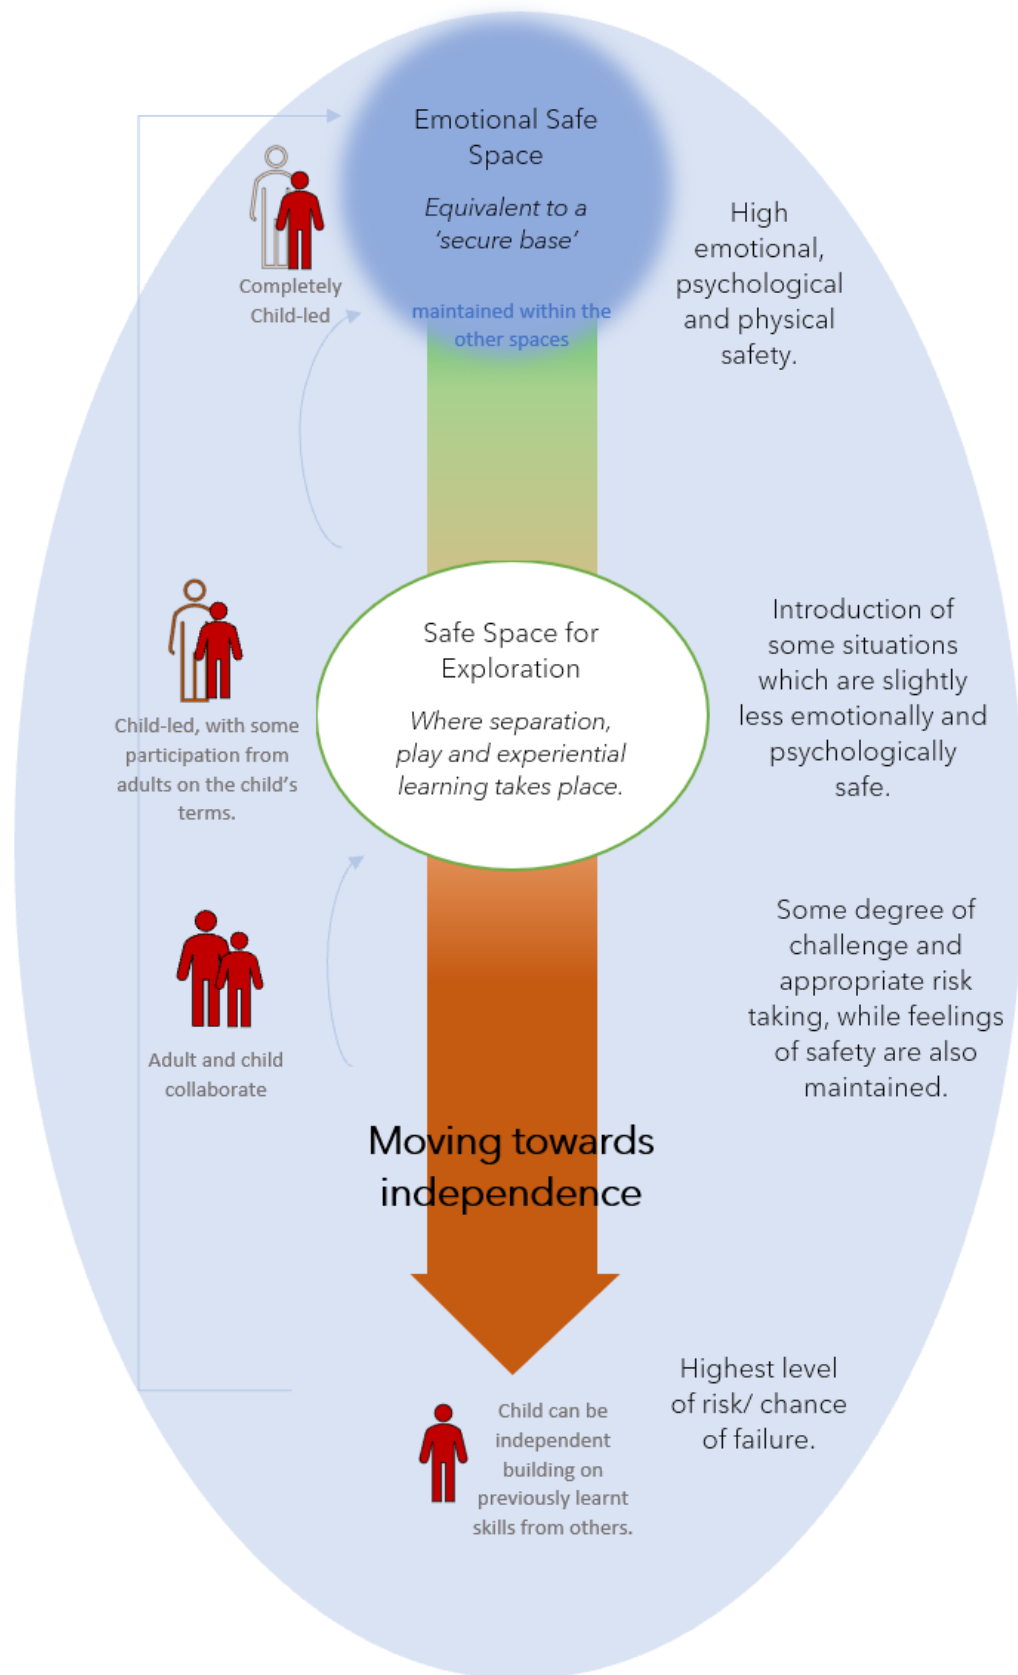 Emotional Safe
Space
Equivalent to a
‘secure base’
maintained within the
other spaces
Completely
Child-led
High
emotional,
psychological
and physical
safety.
Safe Space for
Exploration
Where separation,
play and experiential
learning takes place.
Child-led, with some
participation from
adults on the child’s
terms.
Introduction of
some situations
which are slightly
less emotionally and
psychologically
safe.
Adult and child
collaborate
Some degree of
challenge and
appropriate risk
taking, while feelings
of safety are also
maintained.
Moving towards
independence
Child can be
independent
building on
previously learnt
skills from others.
Highest level
of risk/ chance
of failure.